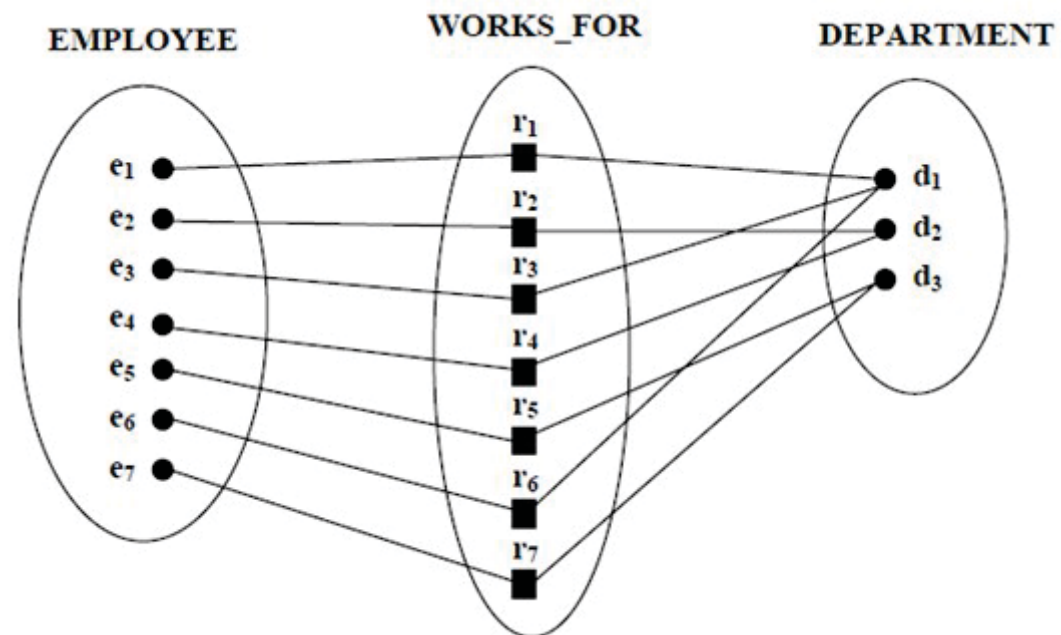 EMPLOYEE
WORKS_FOR
DEPARTMENT
e₁
e₂
e₃
e₄
e₅
e₆
e₇
r₁
r₂
r₃
r₄
r₅
r₆
r₇
d₁
d₂
d₃